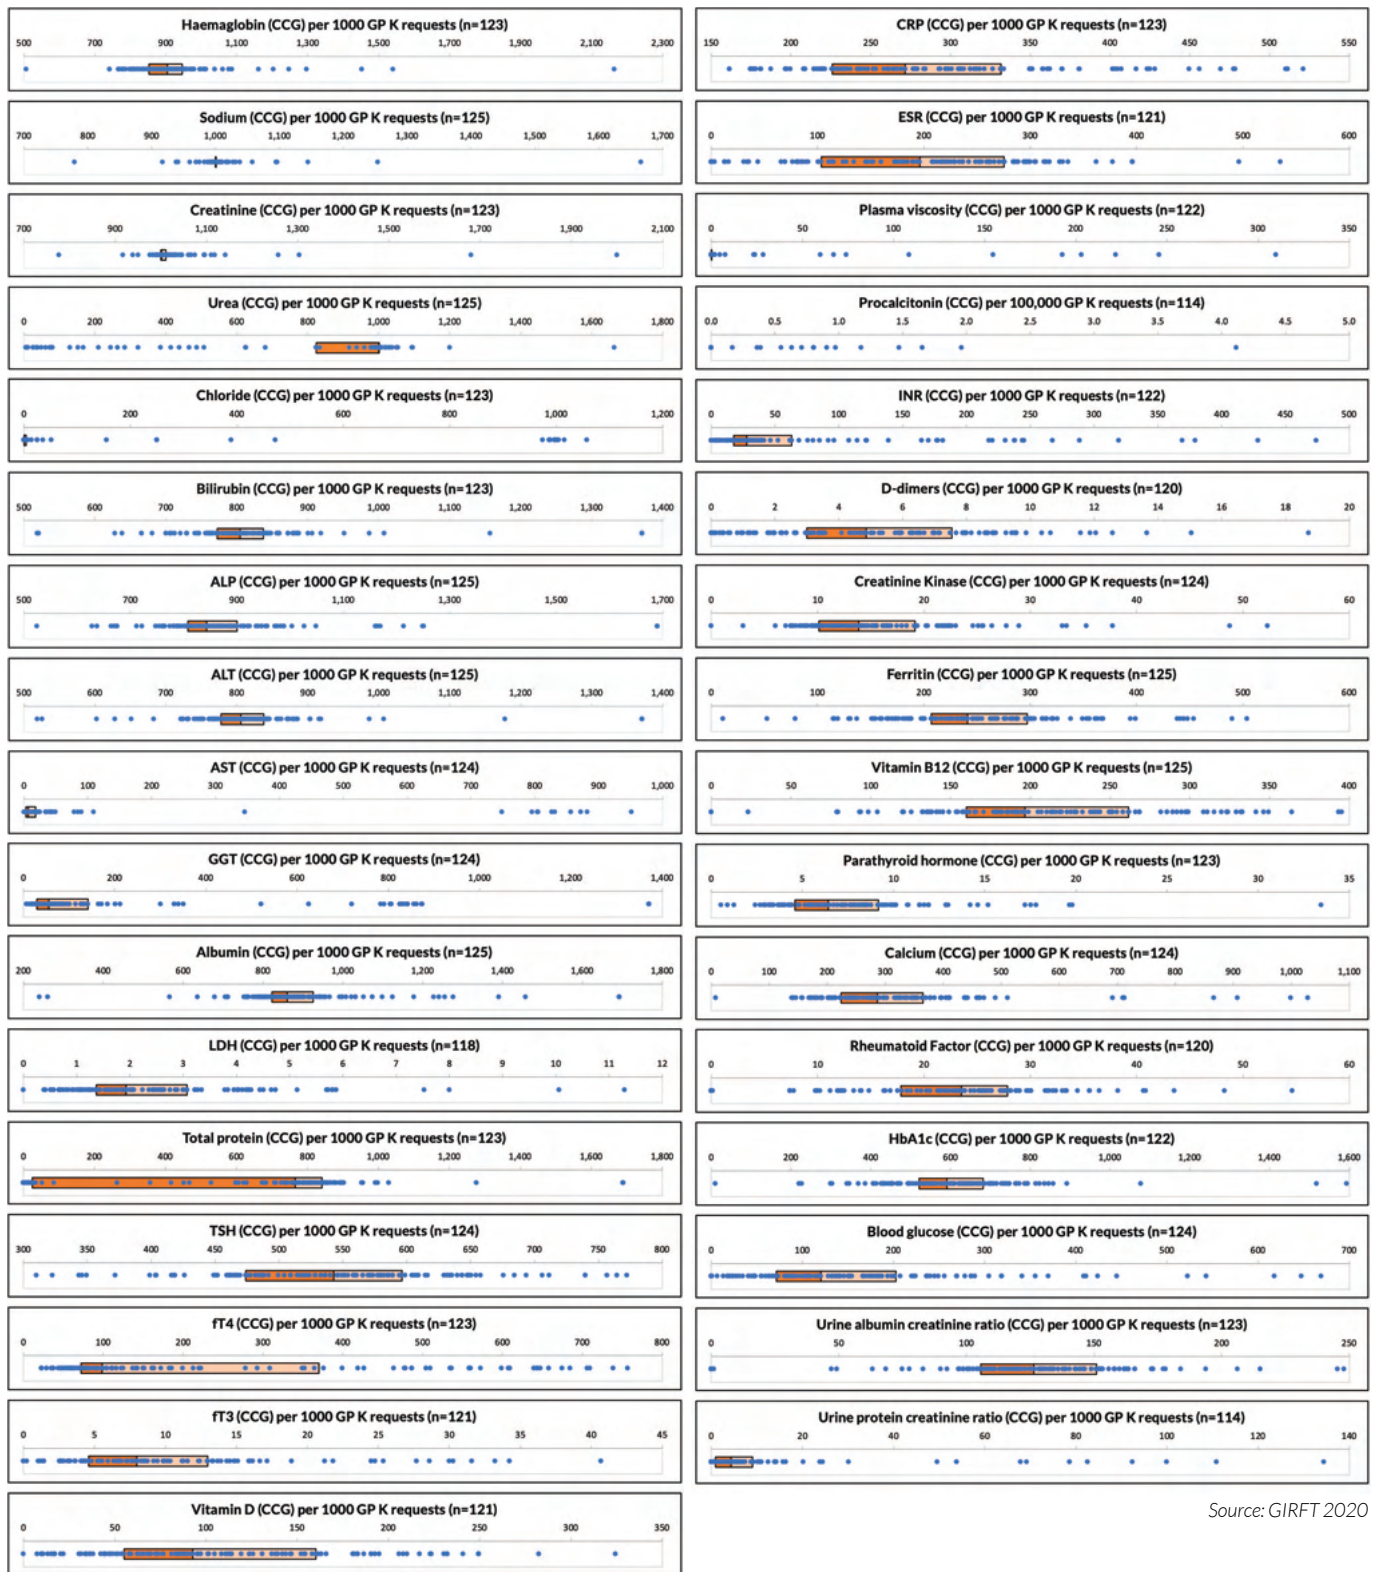 Haemaglobin (CCG) per 1000 GP K requests (n=123)
500 700 900 1,100 1,300 1,500 1,700 1,900 2,100 2,300
Sodium (CCG) per 1000 GP K requests (n=125)
700 800 900 1,000 1,100 1,200 1,300 1,400 1,500 1,600 1,700
Creatinine (CCG) per 1000 GP K requests (n=123)
700 900 1,100 1,300 1,500 1,700 1,900 2,100
Urea (CCG) per 1000 GP K requests (n=125)
0 200 400 600 800 1,000 1,200 1,400 1,600 1,800
Chloride (CCG) per 1000 GP K requests (n=123)
0 200 400 600 800 1,000 1,200
Bilirubin (CCG) per 1000 GP K requests (n=123)
500 600 700 800 900 1,000 1,100 1,200 1,300 1,400
ALP (CCG) per 1000 GP K requests (n=125)
500 700 900 1,100 1,300 1,500 1,700
ALT (CCG) per 1000 GP K requests (n=125)
500 600 700 800 900 1,000 1,100 1,200 1,300 1,400
AST (CCG) per 1000 GP K requests (n=124)
0 100 200 300 400 500 600 700 800 900 1,000
GGT (CCG) per 1000 GP K requests (n=124)
0 200 400 600 800 1,000 1,200 1,400
Albumin (CCG) per 1000 GP K requests (n=125)
200 400 600 800 1,000 1,200 1,400 1,600 1,800
LDH (CCG) per 1000 GP K requests (n=118)
0 1 2 3 4 5 6 7 8 9 10 11 12
Total protein (CCG) per 1000 GP K requests (n=123)
0 200 400 600 800 1,000 1,200 1,400 1,600 1,800
TSH (CCG) per 1000 GP K requests (n=124)
300 350 400 450 500 550 600 650 700 750 800
fT4 (CCG) per 1000 GP K requests (n=123)
0 100 200 300 400 500 600 700 800
fT3 (CCG) per 1000 GP K requests (n=121)
0 5 10 15 20 25 30 35 40 45
Vitamin D (CCG) per 1000 GP K requests (n=121)
0 50 100 150 200 250 300 350
CRP (CCG) per 1000 GP K requests (n=123)
150 200 250 300 350 400 450 500 550
ESR (CCG) per 1000 GP K requests (n=121)
0 100 200 300 400 500 600
Plasma viscosity (CCG) per 1000 GP K requests (n=122)
0 50 100 150 200 250 300 350
Procalcitonin (CCG) per 100,000 GP K requests (n=114)
0.0 0.5 1.0 1.5 2.0 2.5 3.0 3.5 4.0 4.5 5.0
INR (CCG) per 1000 GP K requests (n=122)
0 50 100 150 200 250 300 350 400 450 500
D-dimers (CCG) per 1000 GP K requests (n=120)
0 2 4 6 8 10 12 14 16 18 20
Creatinine Kinase (CCG) per 1000 GP K requests (n=124)
0 10 20 30 40 50 60
Ferritin (CCG) per 1000 GP K requests (n=125)
0 100 200 300 400 500 600
Vitamin B12 (CCG) per 1000 GP K requests (n=125)
0 50 100 150 200 250 300 350 400
Parathyroid hormone (CCG) per 1000 GP K requests (n=123)
0 5 10 15 20 25 30 35
Calcium (CCG) per 1000 GP K requests (n=124)
0 100 200 300 400 500 600 700 800 900 1,000 1,100
Rheumatoid Factor (CCG) per 1000 GP K requests (n=120)
0 10 20 30 40 50 60
HbA1c (CCG) per 1000 GP K requests (n=122)
0 200 400 600 800 1,000 1,200 1,400 1,600
Blood glucose (CCG) per 1000 GP K requests (n=124)
0 100 200 300 400 500 600 700
Urine albumin creatinine ratio (CCG) per 1000 GP K requests (n=123)
0 50 100 150 200 250
Urine protein creatinine ratio (CCG) per 1000 GP K requests (n=114)
0 20 40 60 80 100 120 140
Source: GIRFT 2020